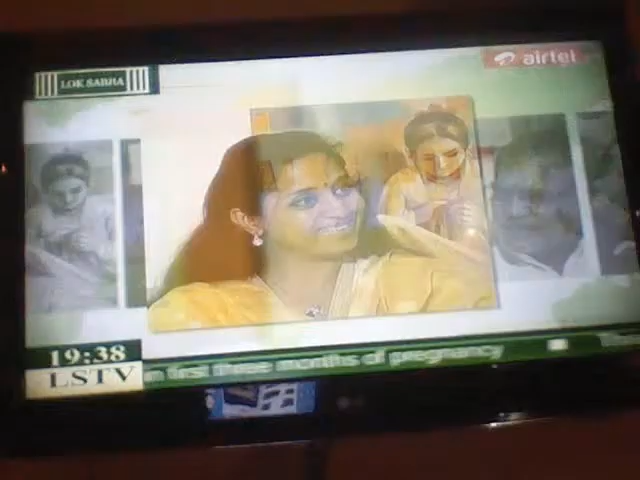 LOK SABHA
airtel
19:38
LSTV
in first three months of pregnancy